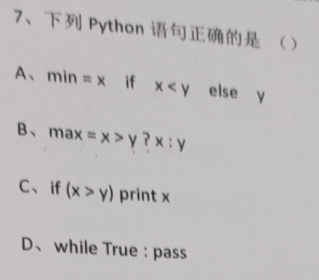 7、下列 Python 语句正确的是 （）
A、min = x if x < y else y
B、max = x > y ? x : y
C、if (x > y) print x
D、while True : pass